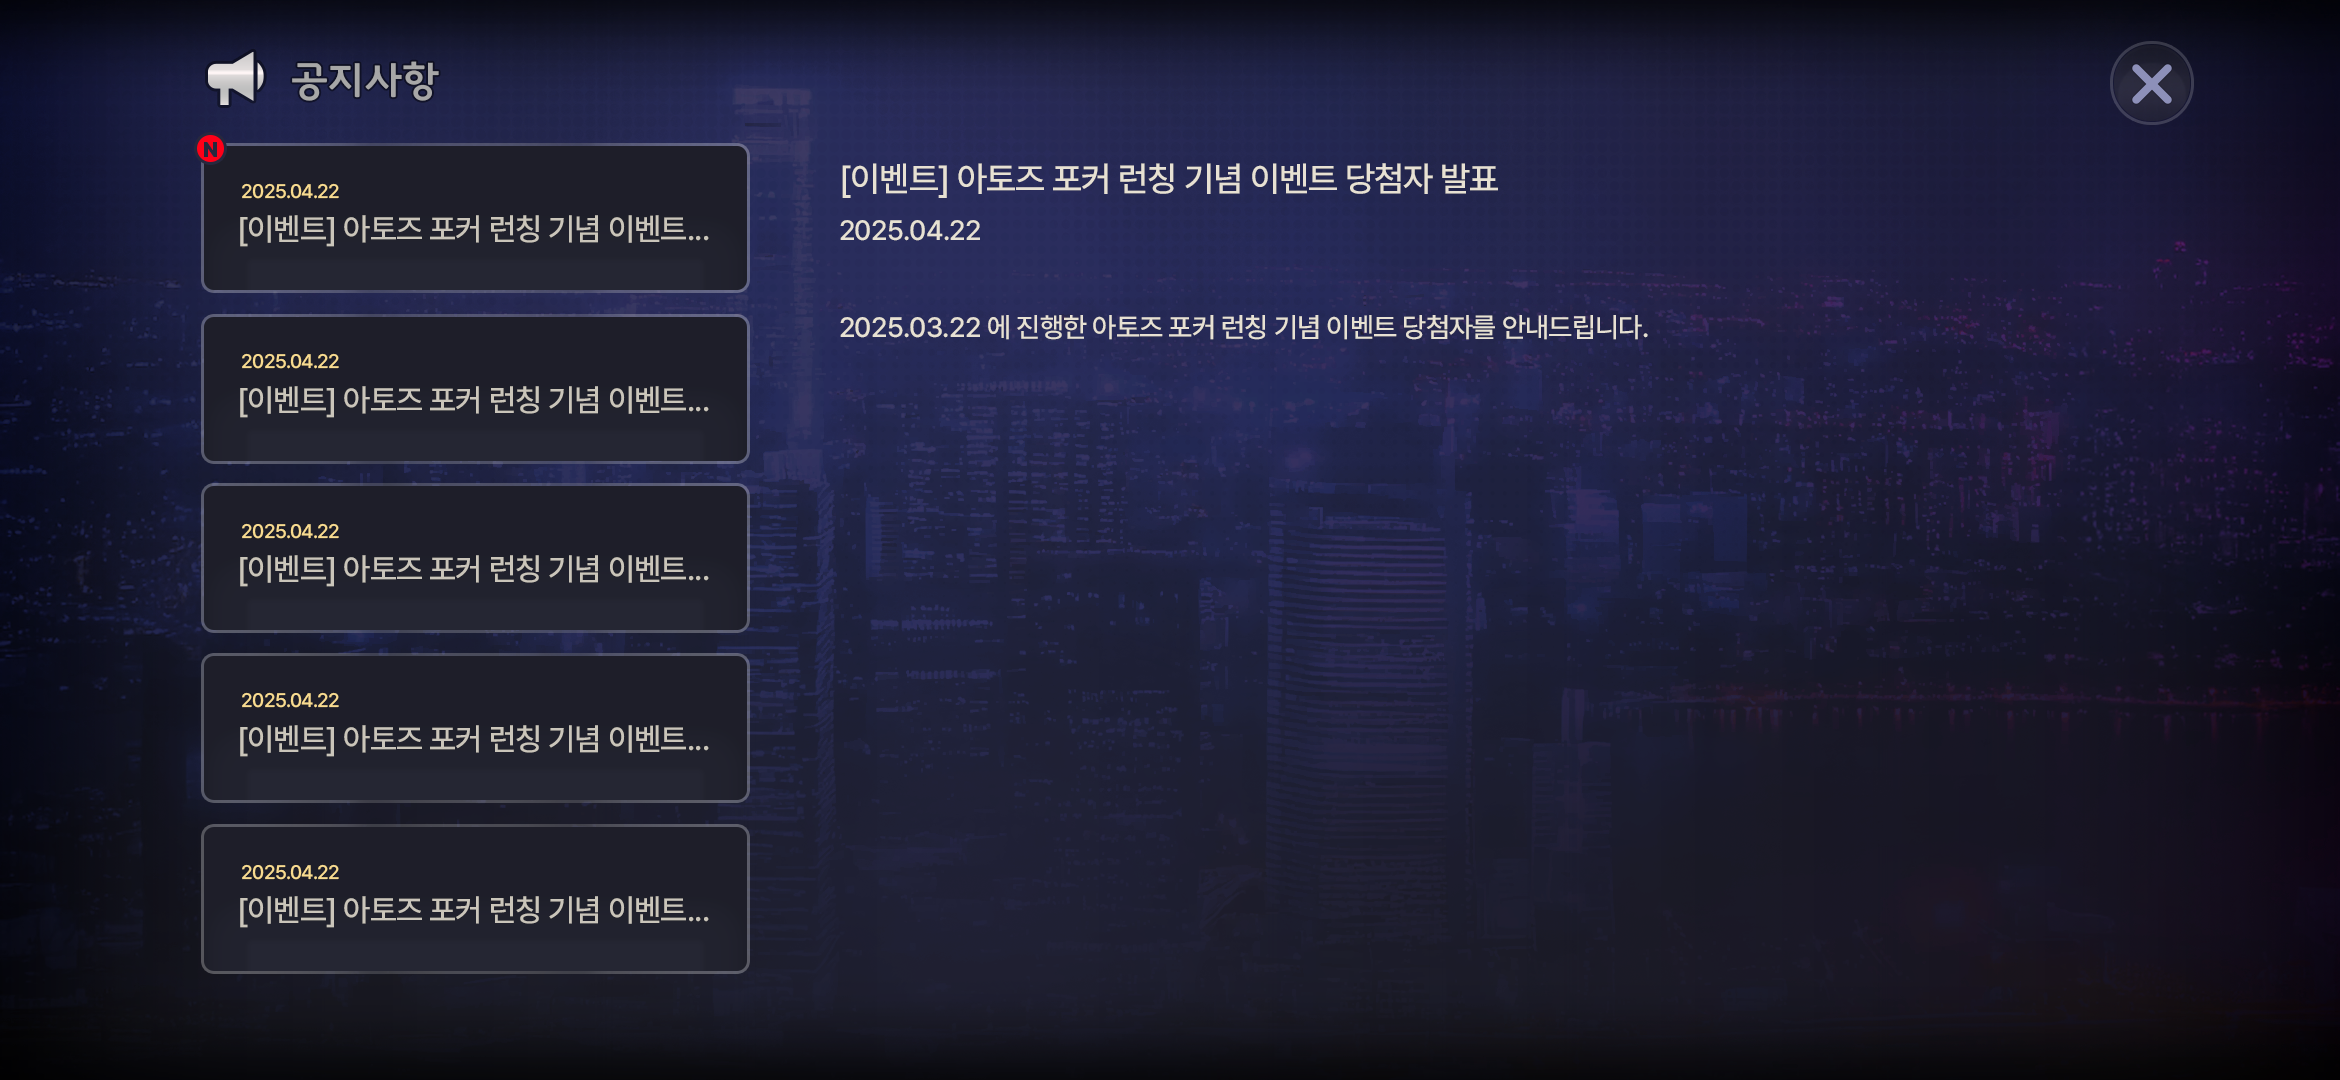 공지사항
N
2025.04.22
[이벤트] 아토즈 포커 런칭 기념 이벤트...
2025.04.22
[이벤트] 아토즈 포커 런칭 기념 이벤트...
2025.04.22
[이벤트] 아토즈 포커 런칭 기념 이벤트...
2025.04.22
[이벤트] 아토즈 포커 런칭 기념 이벤트...
2025.04.22
[이벤트] 아토즈 포커 런칭 기념 이벤트...
[이벤트] 아토즈 포커 런칭 기념 이벤트 당첨자 발표
2025.04.22
2025.03.22 에 진행한 아토즈 포커 런칭 기념 이벤트 당첨자를 안내드립니다.